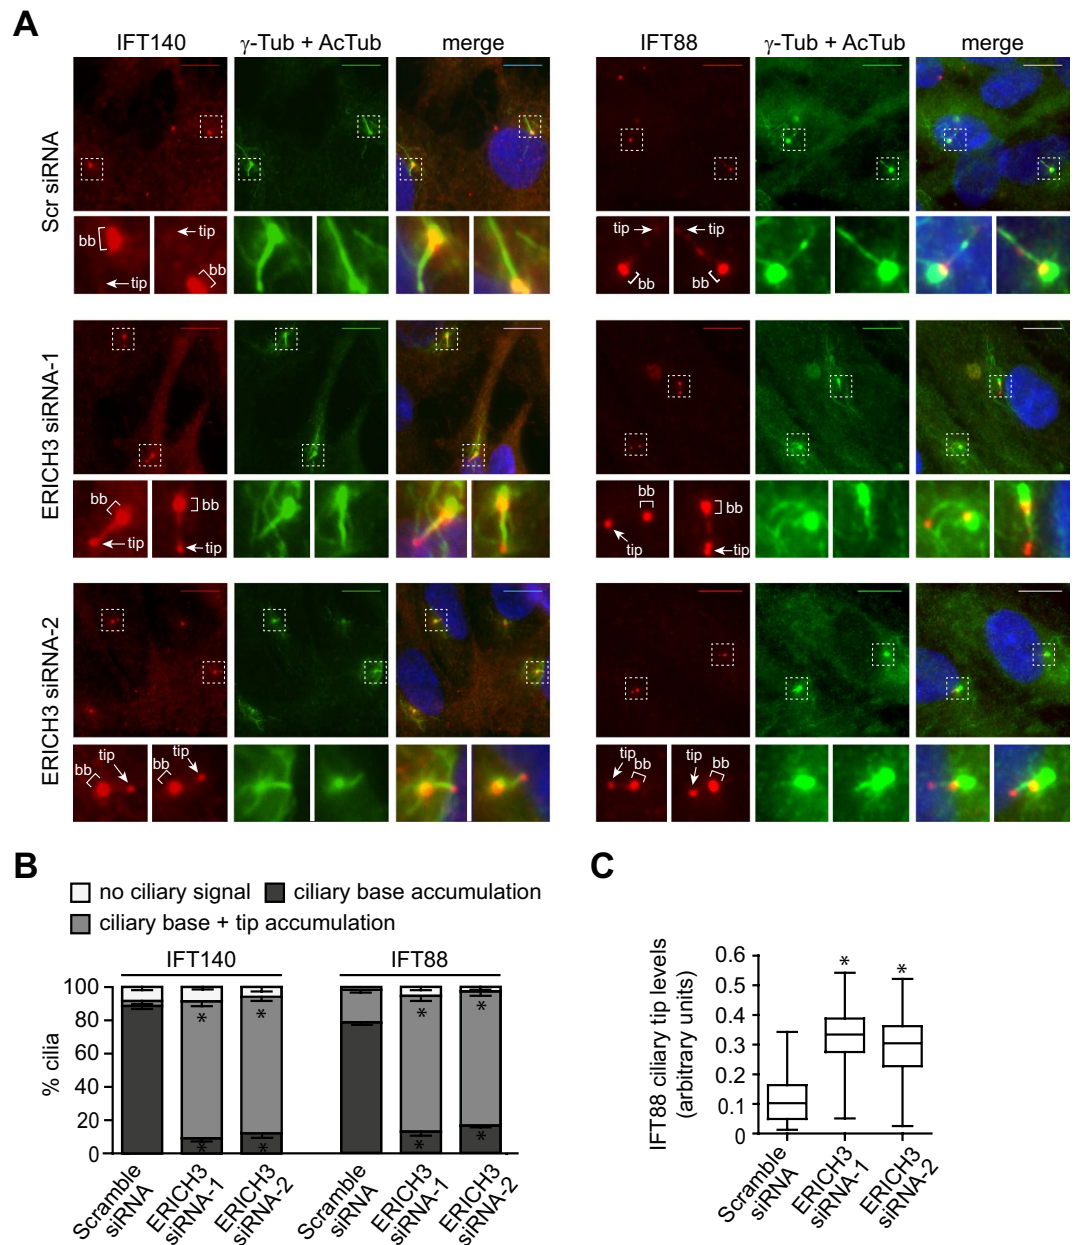 A
IFT140
γ-Tub + AcTub
merge
IFT88
γ-Tub + AcTub
merge
Scr siRNA
bb
tip
tip
bb
tip
bb
tip
bb
ERICH3 siRNA-1
bb
tip
bb
tip
bb
tip
bb
tip
ERICH3 siRNA-2
bb
tip
bb
tip
tip
bb
tip
bb
B
no ciliary signal
ciliary base accumulation
ciliary base + tip accumulation
IFT140
IFT88
% cilia
100
80
60
40
20
0
* * * *
* * * *
Scramble siRNA
ERICH3 siRNA-1
ERICH3 siRNA-2
Scramble siRNA
ERICH3 siRNA-1
ERICH3 siRNA-2
C
IFT88 ciliary tip levels
(arbitrary units)
0.6
0.5
0.4
0.3
0.2
0.1
0
* *
Scramble siRNA
ERICH3 siRNA-1
ERICH3 siRNA-2